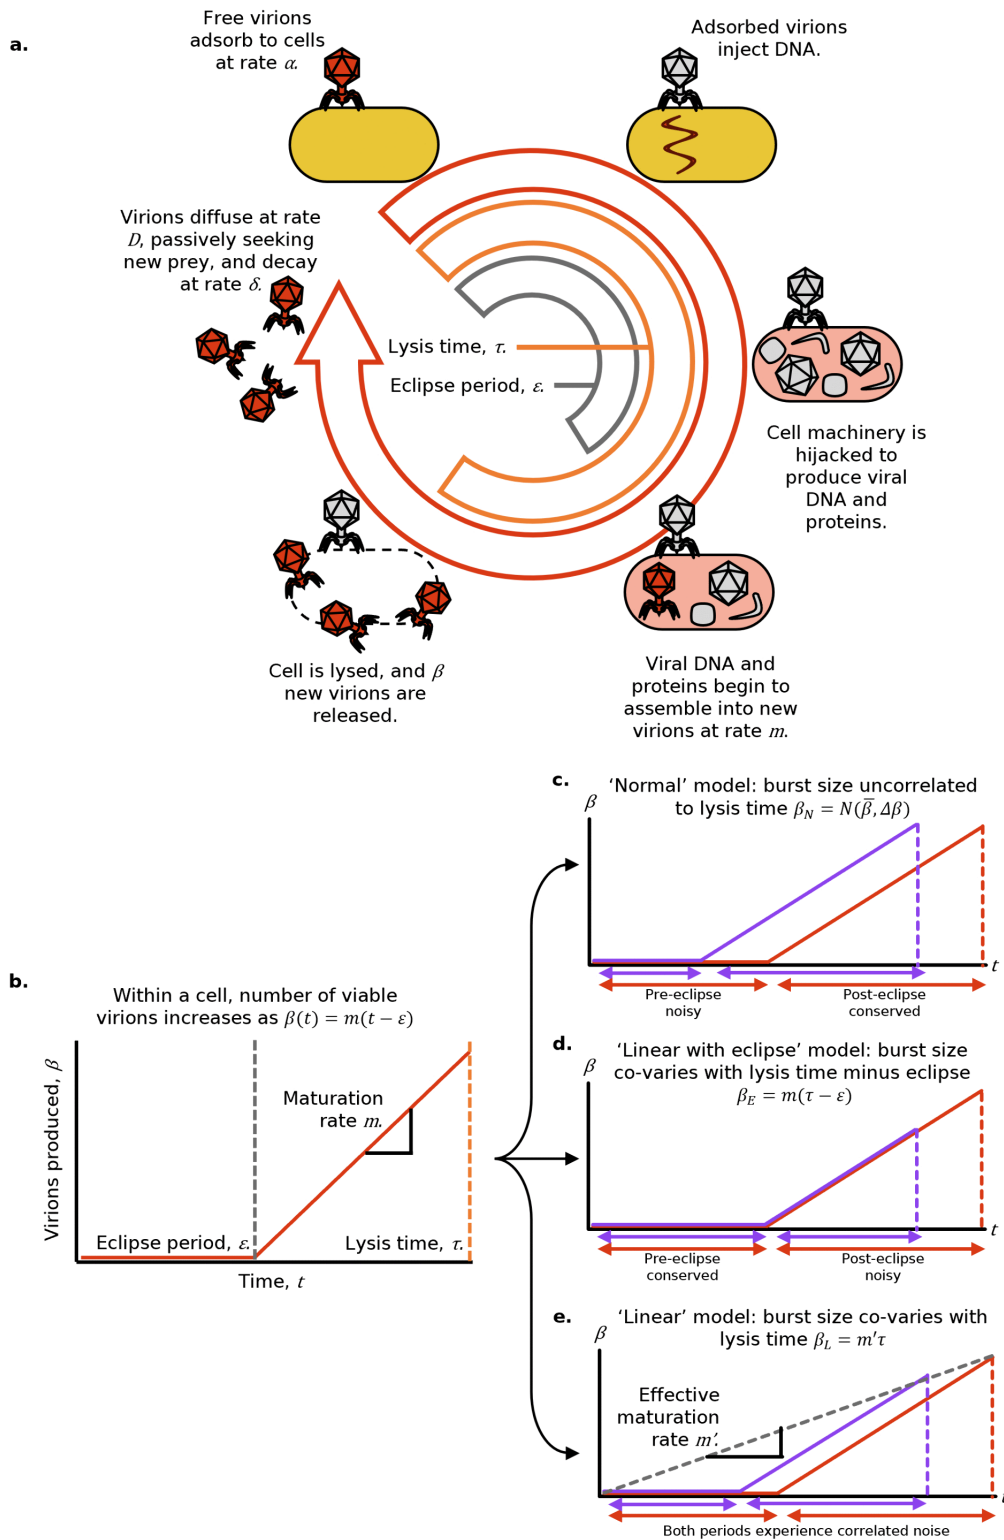 a.
Free virions
adsorb to cells
at rate α.
Adsorbed virions
inject DNA.
Virions diffuse at rate
D, passively seeking
new prey, and decay
at rate δ.
Lysis time, τ.
Eclipse period, ε.
Cell machinery is
hijacked to
produce viral
DNA and
proteins.
Cell is lysed, and β
new virions are
released.
Viral DNA and
proteins begin to
assemble into new
virions at rate m.
b.
Within a cell, number of viable
virions increases as β(t) = m(t − ε)
Virions produced, β
Maturation
rate m.
Eclipse period, ε.
Lysis time, τ.
Time, t
c.
‘Normal’ model: burst size uncorrelated
to lysis time β_N = N(β̅, Δβ)
β
t
Pre-eclipse
noisy
Post-eclipse
conserved
d.
‘Linear with eclipse’ model: burst size
co-varies with lysis time minus eclipse
β_E = m(τ − ε)
β
t
Pre-eclipse
conserved
Post-eclipse
noisy
e.
‘Linear’ model: burst size co-varies with
lysis time β_L = m′τ
β
Effective
maturation
rate m′.
t
Both periods experience correlated noise